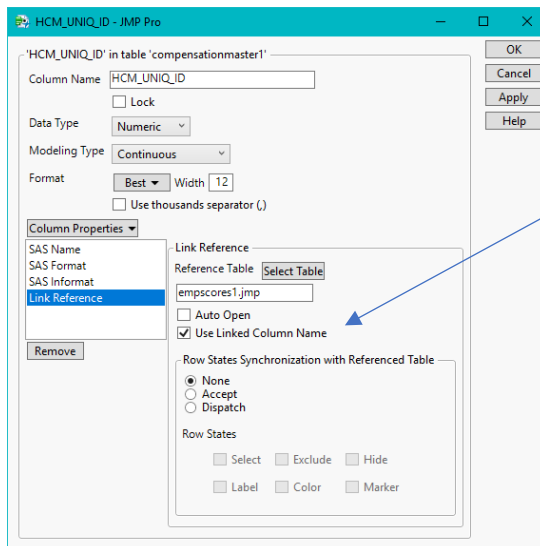 HCM_UNIQ_ID - JMP Pro
'HCM_UNIQ_ID' in table 'compensationmaster1'
OK
Column Name HCM_UNIQ_ID
Cancel
Lock
Apply
Data Type Numeric
Help
Modeling Type Continuous
Format Best Width 12
Use thousands separator (,)
Column Properties
SAS Name
SAS Format
SAS Informat
Link Reference
Remove
Link Reference
Reference Table Select Table
empscores1.jmp
Auto Open
Use Linked Column Name
Row States Synchronization with Referenced Table
None
Accept
Dispatch
Row States
Select Exclude Hide
Label Color Marker